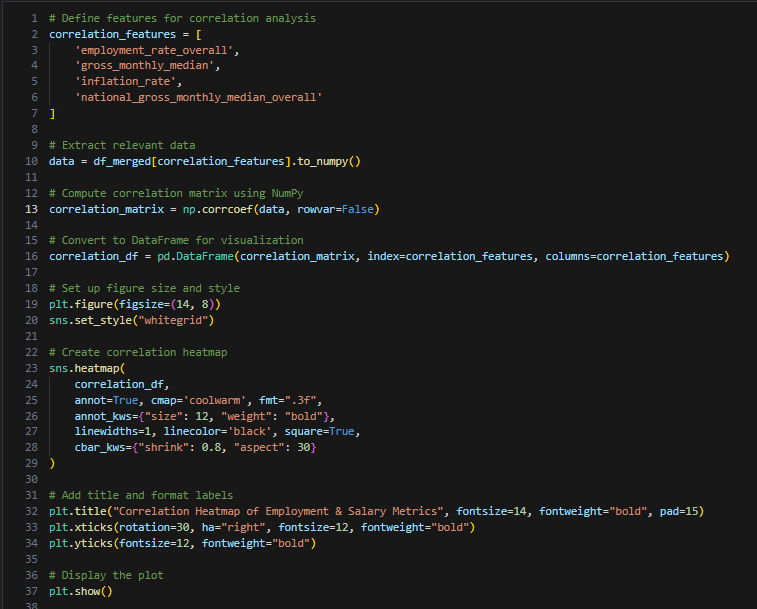 1 # Define features for correlation analysis
2 correlation_features = [
3     'employment_rate_overall',
4     'gross_monthly_median',
5     'inflation_rate',
6     'national_gross_monthly_median_overall'
7 ]
8
9 # Extract relevant data
10 data = df_merged[correlation_features].to_numpy()
11
12 # Compute correlation matrix using NumPy
13 correlation_matrix = np.corrcoef(data, rowvar=False)
14
15 # Convert to DataFrame for visualization
16 correlation_df = pd.DataFrame(correlation_matrix, index=correlation_features, columns=correlation_features)
17
18 # Set up figure size and style
19 plt.figure(figsize=(14, 8))
20 sns.set_style("whitegrid")
21
22 # Create correlation heatmap
23 sns.heatmap(
24     correlation_df,
25     annot=True, cmap='coolwarm', fmt=".3f",
26     annot_kws={"size": 12, "weight": "bold"},
27     linewidths=1, linecolor='black', square=True,
28     cbar_kws={"shrink": 0.8, "aspect": 30}
29 )
30
31 # Add title and format labels
32 plt.title("Correlation Heatmap of Employment & Salary Metrics", fontsize=14, fontweight="bold", pad=15)
33 plt.xticks(rotation=30, ha="right", fontsize=12, fontweight="bold")
34 plt.yticks(fontsize=12, fontweight="bold")
35
36 # Display the plot
37 plt.show()
38